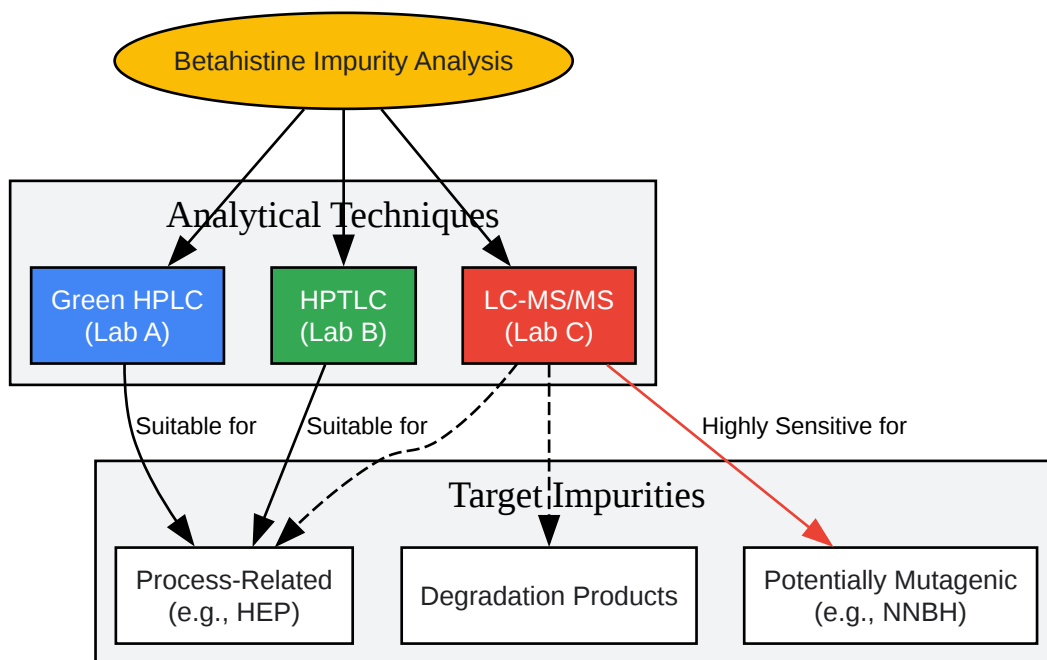 Betahistine Impurity Analysis
Analytical Techniques
Green HPLC
(Lab A)
HPTLC
(Lab B)
LC-MS/MS
(Lab C)
Suitable for
Suitable for
Highly Sensitive for
Target Impurities
Process-Related
(e.g., HEP)
Degradation Products
Potentially Mutagenic
(e.g., NNBH)